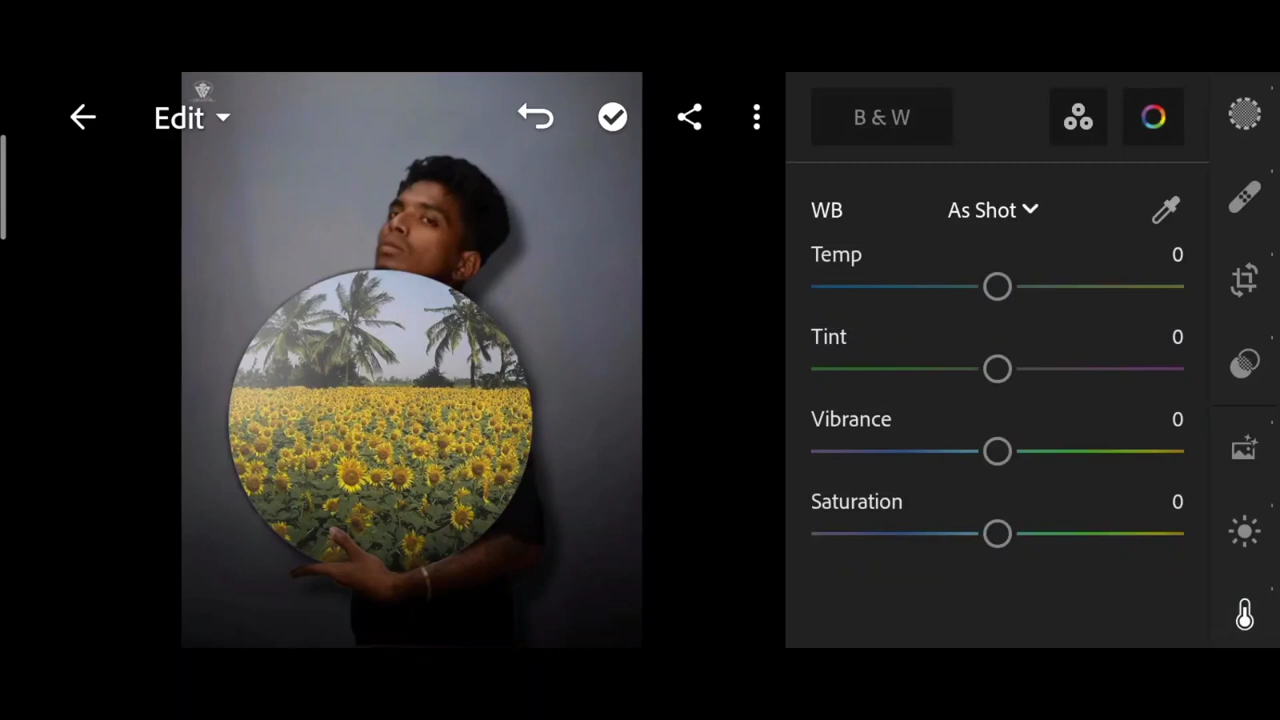 Edit
B & W
WB As Shot
Temp 0
Tint 0
Vibrance 0
Saturation 0